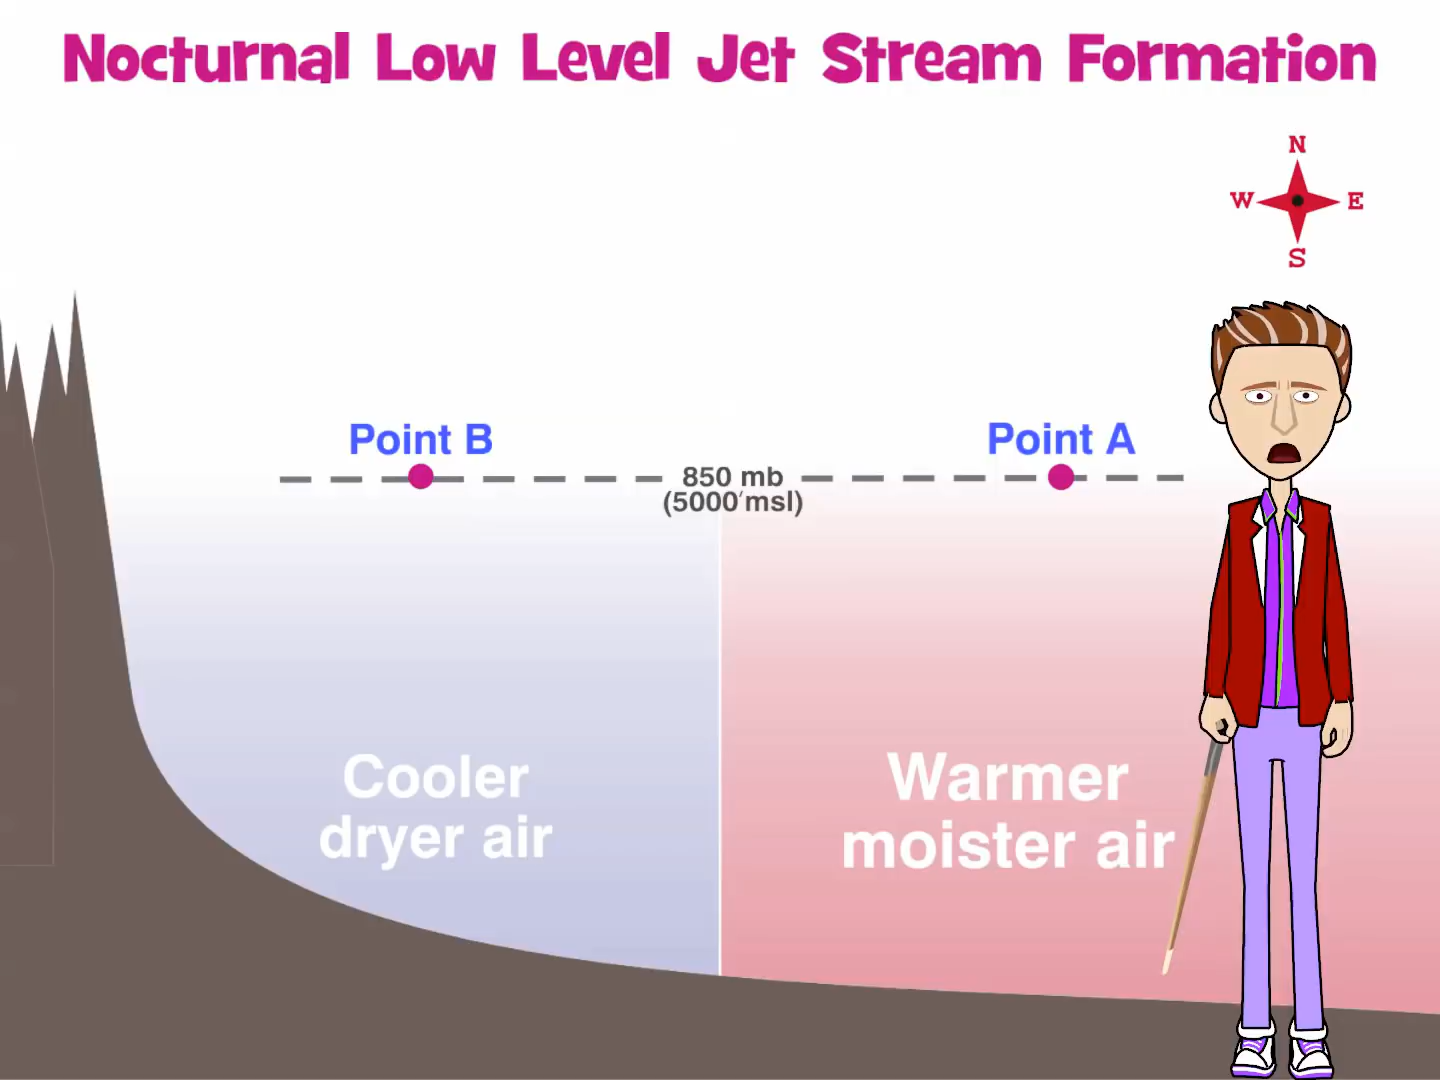 Nocturnal Low Level Jet Stream Formation
N
W E
S
Point B
Point A
850 mb
(5000′msl)
Cooler
dryer air
Warmer
moister air